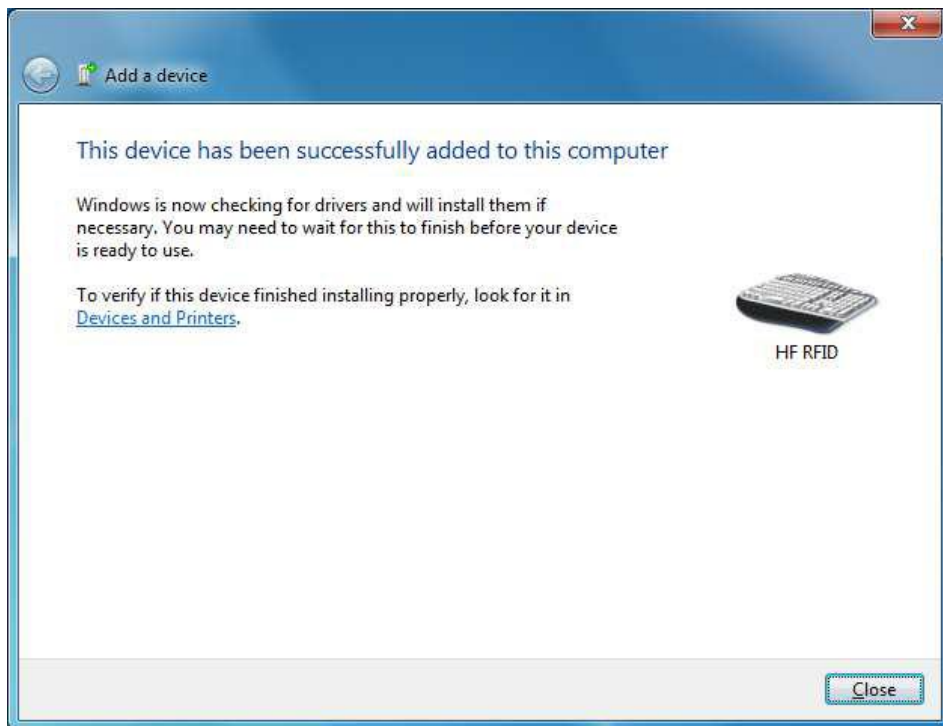 Add a device
This device has been successfully added to this computer
Windows is now checking for drivers and will install them if
necessary. You may need to wait for this to finish before your device
is ready to use.
To verify if this device finished installing properly, look for it in
Devices and Printers.
HF RFID
Close